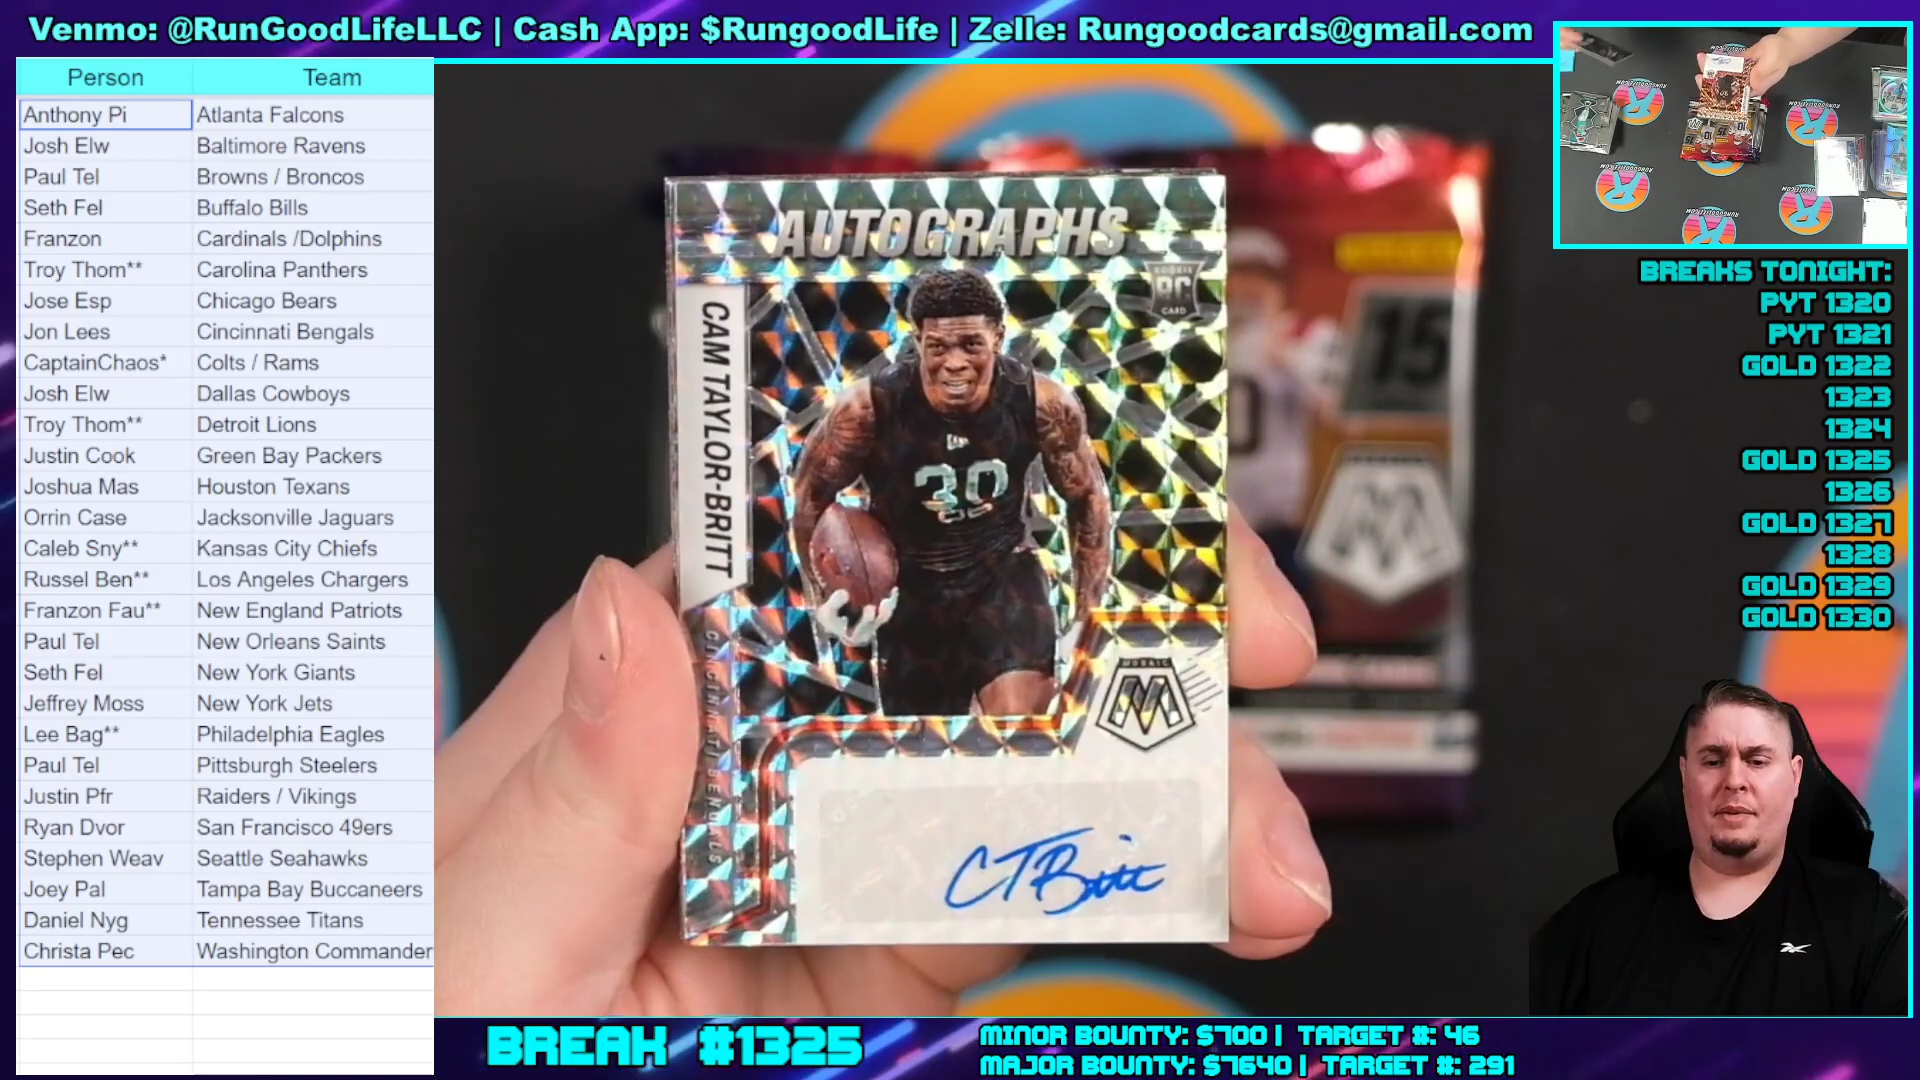 Venmo: @RunGoodLifeLLC | Cash App: $RungoodLife | Zelle: Rungoodcards@gmail.com
Person Team
Anthony Pi Atlanta Falcons
Josh Elw Baltimore Ravens
Paul Tel Browns / Broncos
Seth Fel Buffalo Bills
Franzon Cardinals /Dolphins
Troy Thom** Carolina Panthers
Jose Esp Chicago Bears
Jon Lees Cincinnati Bengals
CaptainChaos* Colts / Rams
Josh Elw Dallas Cowboys
Troy Thom** Detroit Lions
Justin Cook Green Bay Packers
Joshua Mas Houston Texans
Orrin Case Jacksonville Jaguars
Caleb Sny** Kansas City Chiefs
Russel Ben** Los Angeles Chargers
Franzon Fau** New England Patriots
Paul Tel New Orleans Saints
Seth Fel New York Giants
Jeffrey Moss New York Jets
Lee Bag** Philadelphia Eagles
Paul Tel Pittsburgh Steelers
Justin Pfr Raiders / Vikings
Ryan Dvor San Francisco 49ers
Stephen Weav Seattle Seahawks
Joey Pal Tampa Bay Buccaneers
Daniel Nyg Tennessee Titans
Christa Pec Washington Commander
AUTOGRAPHS
ROOKIE
RC
CARD
CAM TAYLOR-BRITT
CINCINNATI BENGALS
30
MOSAIC
CTBritt
15
BREAKS TONIGHT:
PYT 1320
PYT 1321
GOLD 1322
1323
1324
GOLD 1325
1326
GOLD 1327
1328
GOLD 1329
GOLD 1330
BREAK #1325
MINOR BOUNTY: $700 | TARGET #: 46
MAJOR BOUNTY: $7640 | TARGET #: 291